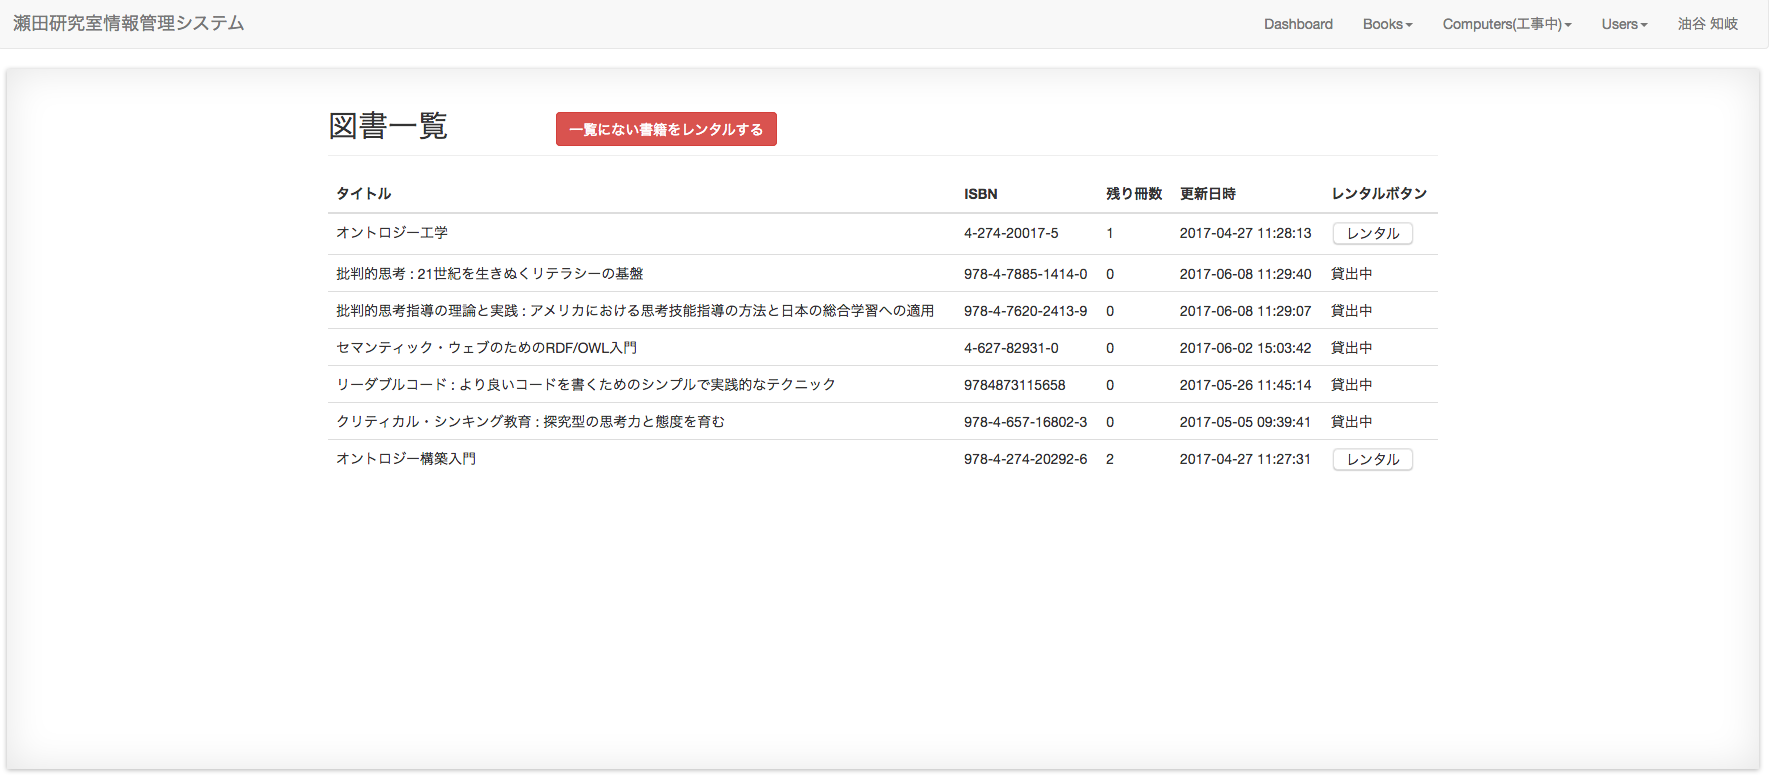 瀬田研究室情報管理システム Dashboard Books Computers(工事中) Users 油谷 知岐
図書一覧 一覧にない書籍をレンタルする
タイトル ISBN 残り冊数 更新日時 レンタルボタン
オントロジー工学 4-274-20017-5 1 2017-04-27 11:28:13 レンタル
批判的思考 : 21世紀を生きぬくリテラシーの基盤 978-4-7885-1414-0 0 2017-06-08 11:29:40 貸出中
批判的思考指導の理論と実践 : アメリカにおける思考技能指導の方法と日本の総合学習への適用 978-4-7620-2413-9 0 2017-06-08 11:29:07 貸出中
セマンティック・ウェブのためのRDF/OWL入門 4-627-82931-0 0 2017-06-02 15:03:42 貸出中
リーダブルコード : より良いコードを書くためのシンプルで実践的なテクニック 9784873115658 0 2017-05-26 11:45:14 貸出中
クリティカル・シンキング教育 : 探究型の思考力と態度を育む 978-4-657-16802-3 0 2017-05-05 09:39:41 貸出中
オントロジー構築入門 978-4-274-20292-6 2 2017-04-27 11:27:31 レンタル